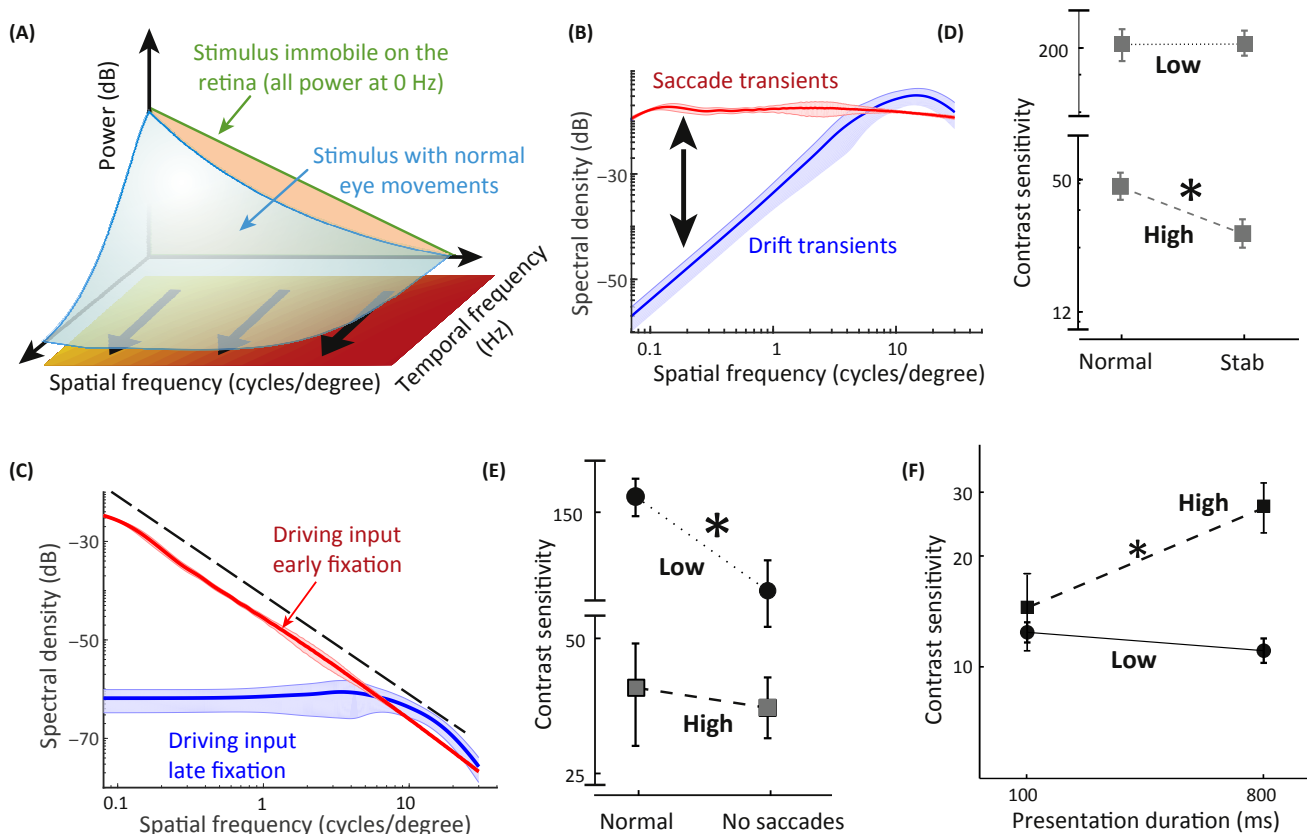 (A)
Power (dB)
Stimulus immobile on the
retina (all power at 0 Hz)
Stimulus with normal
eye movements
Temporal frequency
(Hz)
Spatial frequency (cycles/degree)
(B)
Spectral density (dB)
−30
−50
Saccade transients
Drift transients
0.1
1
10
Spatial frequency (cycles/degree)
(D)
Contrast sensitivity
200
Low
50
*
High
12
Normal
Stab
(C)
Spectral density (dB)
−30
−50
−70
Driving input
early fixation
Driving input
late fixation
0.1
1
10
Spatial frequency (cycles/degree)
(E)
Contrast sensitivity
150
*
Low
50
High
25
Normal
No saccades
(F)
Contrast sensitivity
30
High
20
*
10
Low
100
800
Presentation duration (ms)